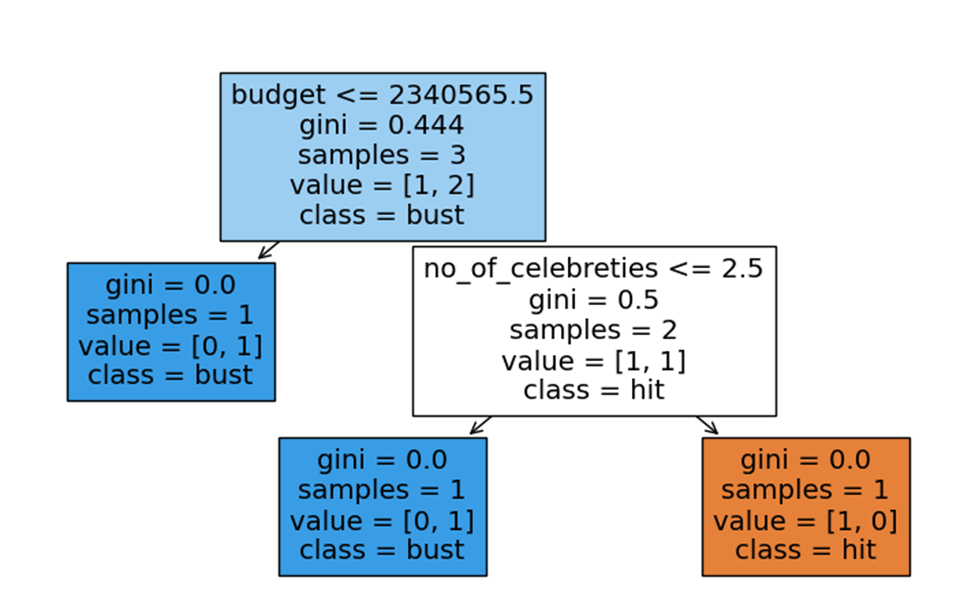 budget <= 2340565.5
gini = 0.444
samples = 3
value = [1, 2]
class = bust
gini = 0.0
samples = 1
value = [0, 1]
class = bust
no_of_celebreties <= 2.5
gini = 0.5
samples = 2
value = [1, 1]
class = hit
gini = 0.0
samples = 1
value = [0, 1]
class = bust
gini = 0.0
samples = 1
value = [1, 0]
class = hit